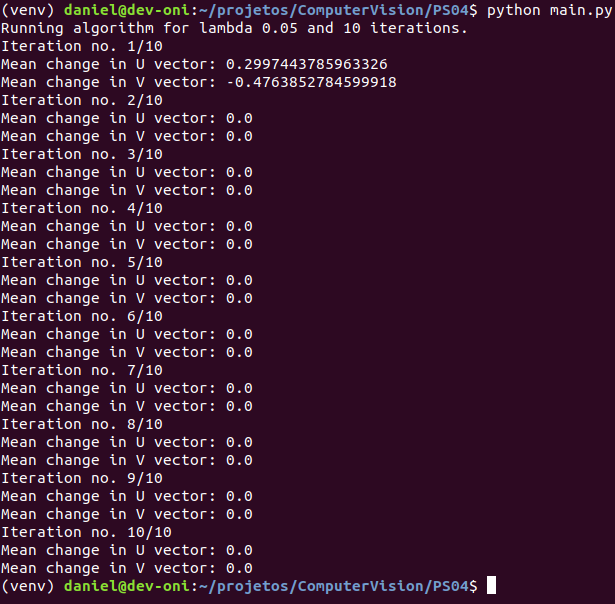 (venv) daniel@dev-oni:~/projetos/ComputerVision/PS04$ python main.py
Running algorithm for lambda 0.05 and 10 iterations.
Iteration no. 1/10
Mean change in U vector: 0.2997443785963326
Mean change in V vector: -0.4763852784599918
Iteration no. 2/10
Mean change in U vector: 0.0
Mean change in V vector: 0.0
Iteration no. 3/10
Mean change in U vector: 0.0
Mean change in V vector: 0.0
Iteration no. 4/10
Mean change in U vector: 0.0
Mean change in V vector: 0.0
Iteration no. 5/10
Mean change in U vector: 0.0
Mean change in V vector: 0.0
Iteration no. 6/10
Mean change in U vector: 0.0
Mean change in V vector: 0.0
Iteration no. 7/10
Mean change in U vector: 0.0
Mean change in V vector: 0.0
Iteration no. 8/10
Mean change in U vector: 0.0
Mean change in V vector: 0.0
Iteration no. 9/10
Mean change in U vector: 0.0
Mean change in V vector: 0.0
Iteration no. 10/10
Mean change in U vector: 0.0
Mean change in V vector: 0.0
(venv) daniel@dev-oni:~/projetos/ComputerVision/PS04$